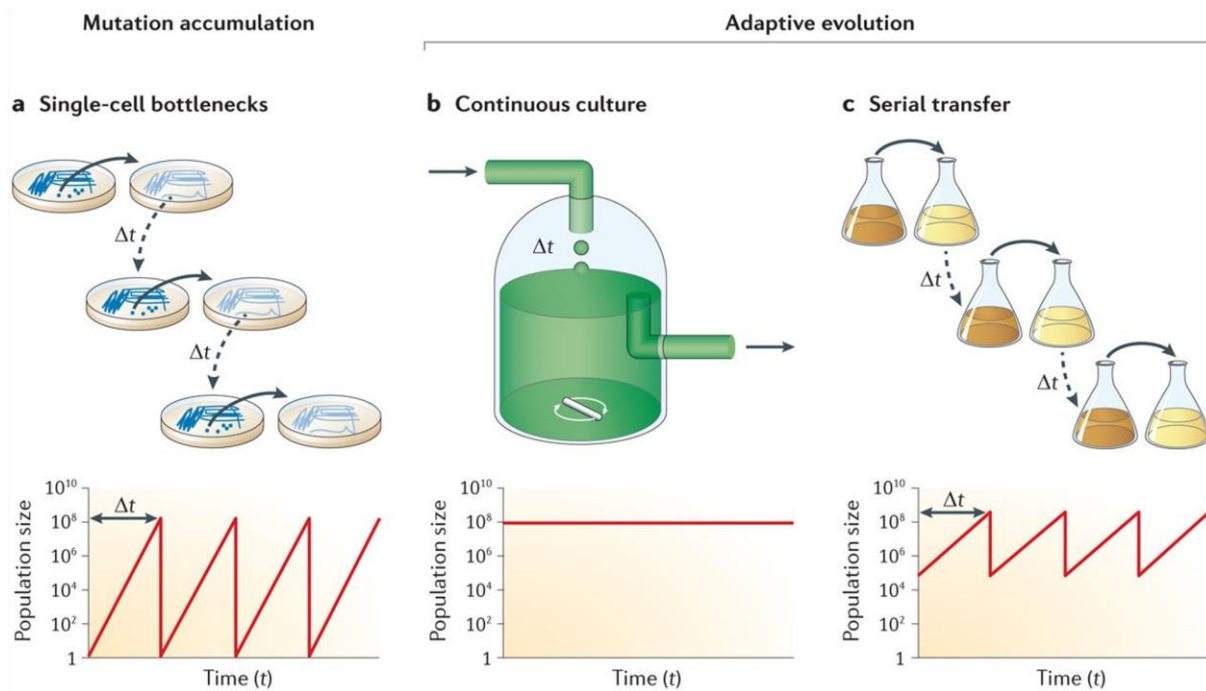 Mutation accumulation
Adaptive evolution
a Single-cell bottlenecks
b Continuous culture
c Serial transfer
Δt
Δt
Δt
Δt
Δt
Population size
10¹⁰
10⁸
10⁶
10⁴
10²
1
Δt
Time (t)
Population size
10¹⁰
10⁸
10⁶
10⁴
10²
1
Time (t)
Population size
10¹⁰
10⁸
10⁶
10⁴
10²
1
Δt
Time (t)